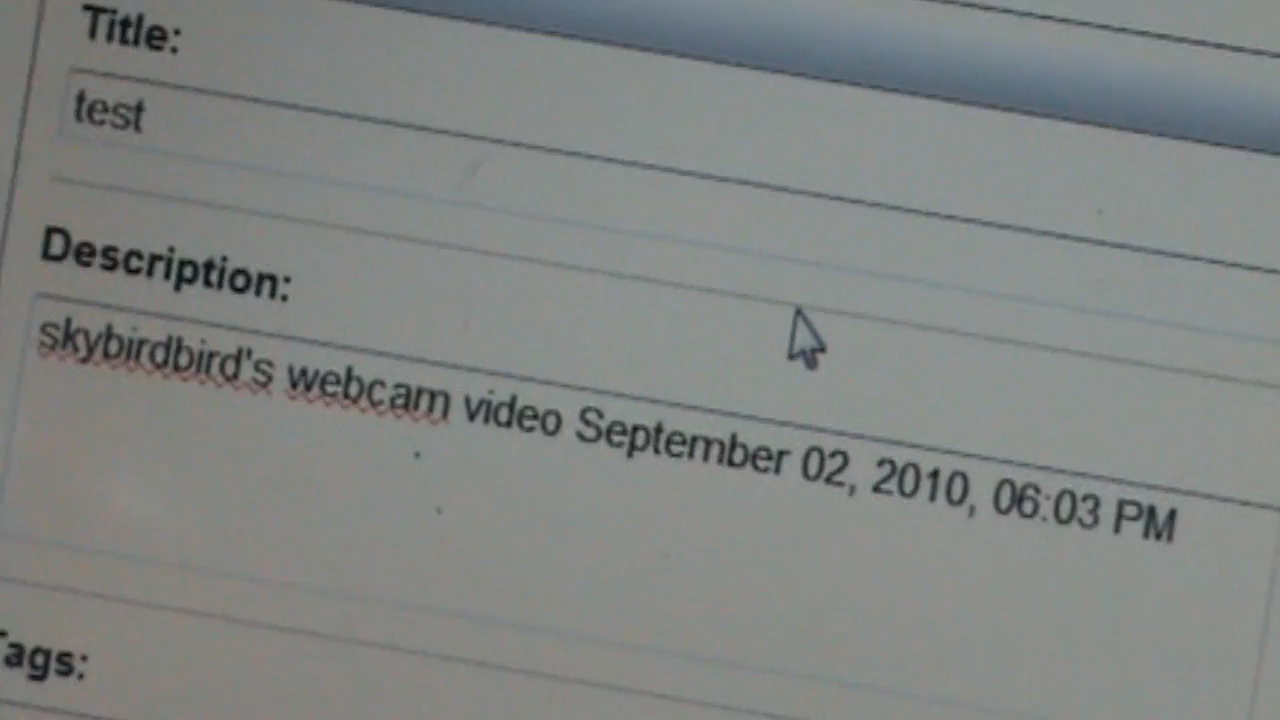 Title:
test
Description:
skybirdbird's webcam video September 02, 2010, 06:03 PM
Tags: